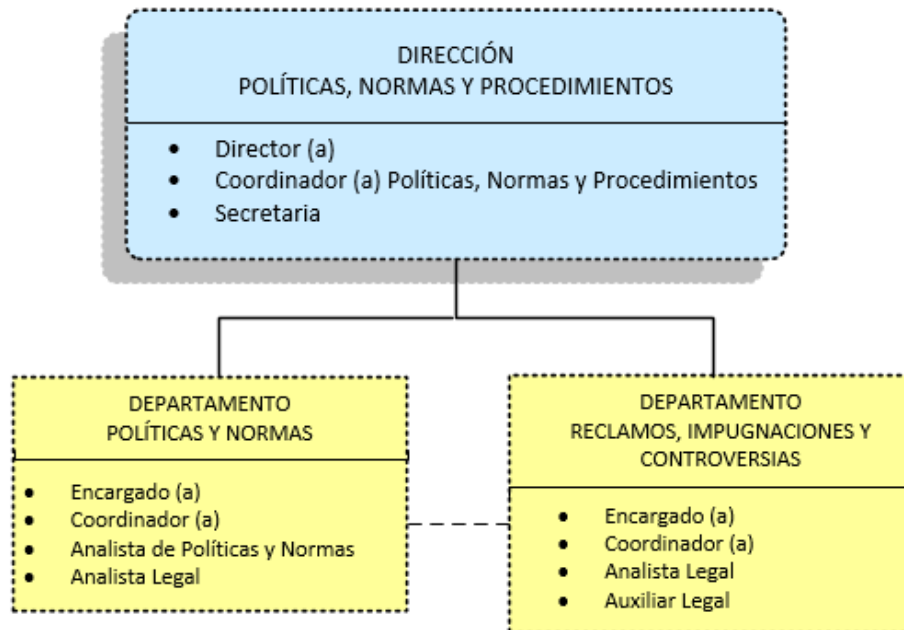 DIRECCIÓN
POLÍTICAS, NORMAS Y PROCEDIMIENTOS
• Director (a)
• Coordinador (a) Políticas, Normas y Procedimientos
• Secretaria
DEPARTAMENTO
POLÍTICAS Y NORMAS
• Encargado (a)
• Coordinador (a)
• Analista de Políticas y Normas
• Analista Legal
DEPARTAMENTO
RECLAMOS, IMPUGNACIONES Y
CONTROVERSIAS
• Encargado (a)
• Coordinador (a)
• Analista Legal
• Auxiliar Legal